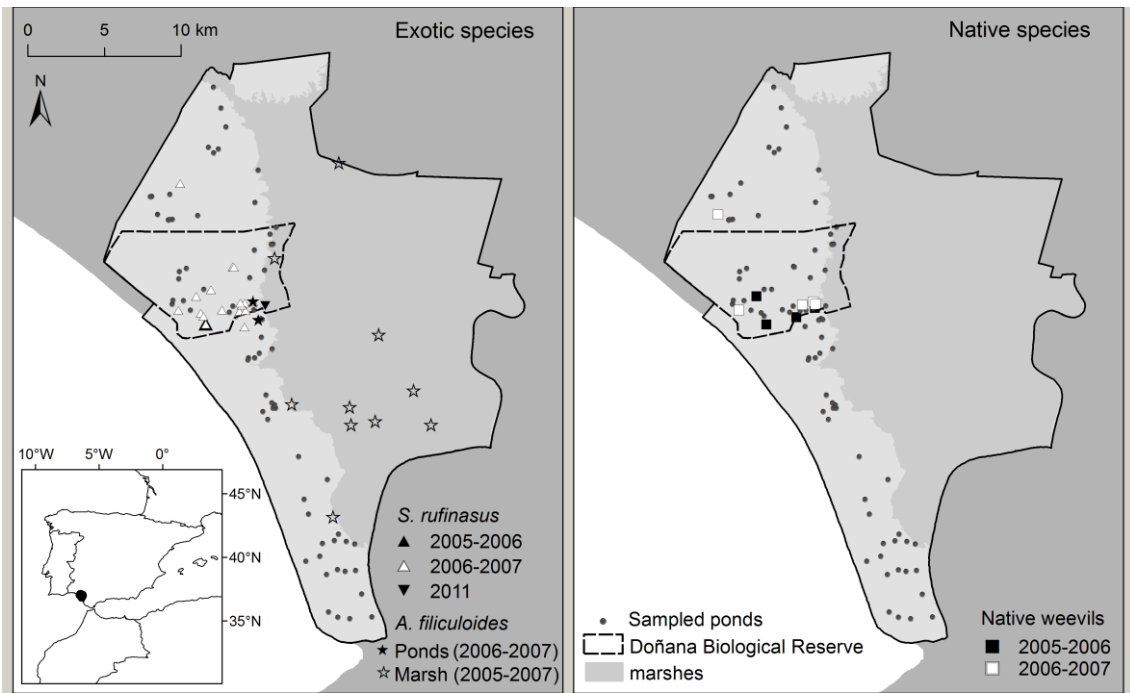 0 5 10 km
Exotic species
N
10°W 5°W 0°
45°N
40°N
35°N
S. rufinasus
2005-2006
2006-2007
2011
A. filiculoides
Ponds (2006-2007)
Marsh (2005-2007)
Native species
Sampled ponds
Doñana Biological Reserve
marshes
Native weevils
2005-2006
2006-2007